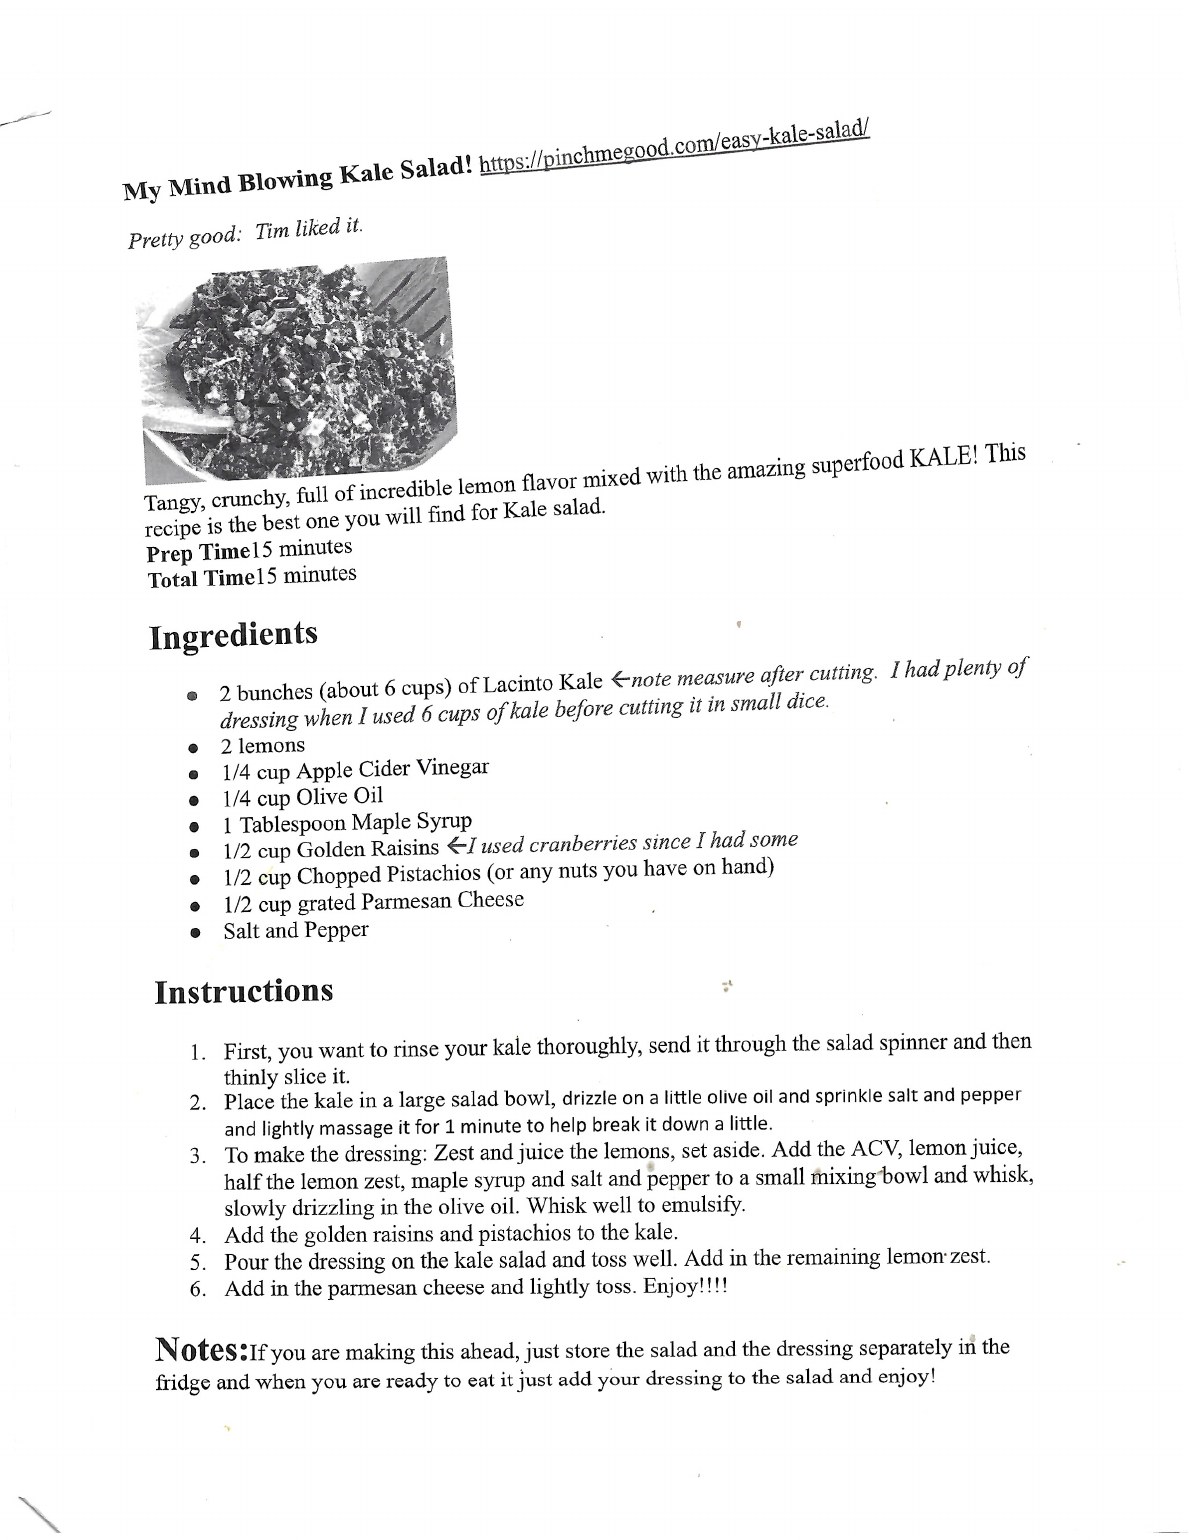 My Mind Blowing Kale Salad! https://pinchmegood.com/easy-kale-salad/
Pretty good: Tim liked it.
Tangy, crunchy, full of incredible lemon flavor mixed with the amazing superfood KALE! This
recipe is the best one you will find for Kale salad.
Prep Time15 minutes
Total Time15 minutes
Ingredients
• 2 bunches (about 6 cups) of Lacinto Kale ←note measure after cutting. I had plenty of
dressing when I used 6 cups of kale before cutting it in small dice.
• 2 lemons
• 1/4 cup Apple Cider Vinegar
• 1/4 cup Olive Oil
• 1 Tablespoon Maple Syrup
• 1/2 cup Golden Raisins ←I used cranberries since I had some
• 1/2 cup Chopped Pistachios (or any nuts you have on hand)
• 1/2 cup grated Parmesan Cheese
• Salt and Pepper
Instructions
1. First, you want to rinse your kale thoroughly, send it through the salad spinner and then
thinly slice it.
2. Place the kale in a large salad bowl, drizzle on a little olive oil and sprinkle salt and pepper
and lightly massage it for 1 minute to help break it down a little.
3. To make the dressing: Zest and juice the lemons, set aside. Add the ACV, lemon juice,
half the lemon zest, maple syrup and salt and pepper to a small mixing bowl and whisk,
slowly drizzling in the olive oil. Whisk well to emulsify.
4. Add the golden raisins and pistachios to the kale.
5. Pour the dressing on the kale salad and toss well. Add in the remaining lemon zest.
6. Add in the parmesan cheese and lightly toss. Enjoy!!!!
Notes:If you are making this ahead, just store the salad and the dressing separately in the
fridge and when you are ready to eat it just add your dressing to the salad and enjoy!